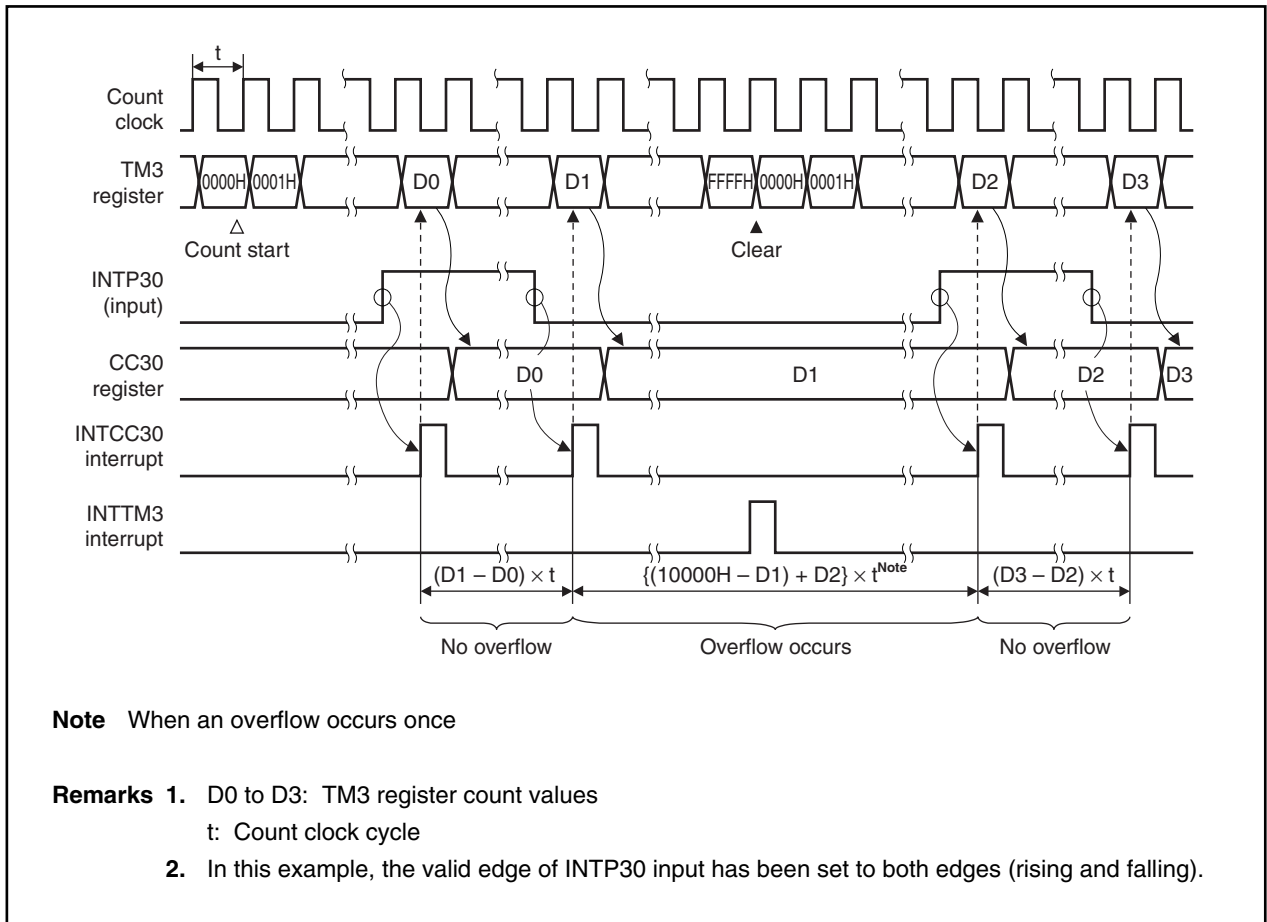 t
Count
clock
TM3
register
0000H 0001H D0 D1 FFFFH 0000H 0001H D2 D3
△ ▲
Count start Clear
INTP30
(input)
CC30
register
D0 D1 D2 D3
INTCC30
interrupt
INTTM3
interrupt
(D1 – D0) × t {(10000H – D1) + D2} × tNote (D3 – D2) × t
No overflow Overflow occurs No overflow
Note When an overflow occurs once
Remarks 1. D0 to D3: TM3 register count values
t: Count clock cycle
2. In this example, the valid edge of INTP30 input has been set to both edges (rising and falling).